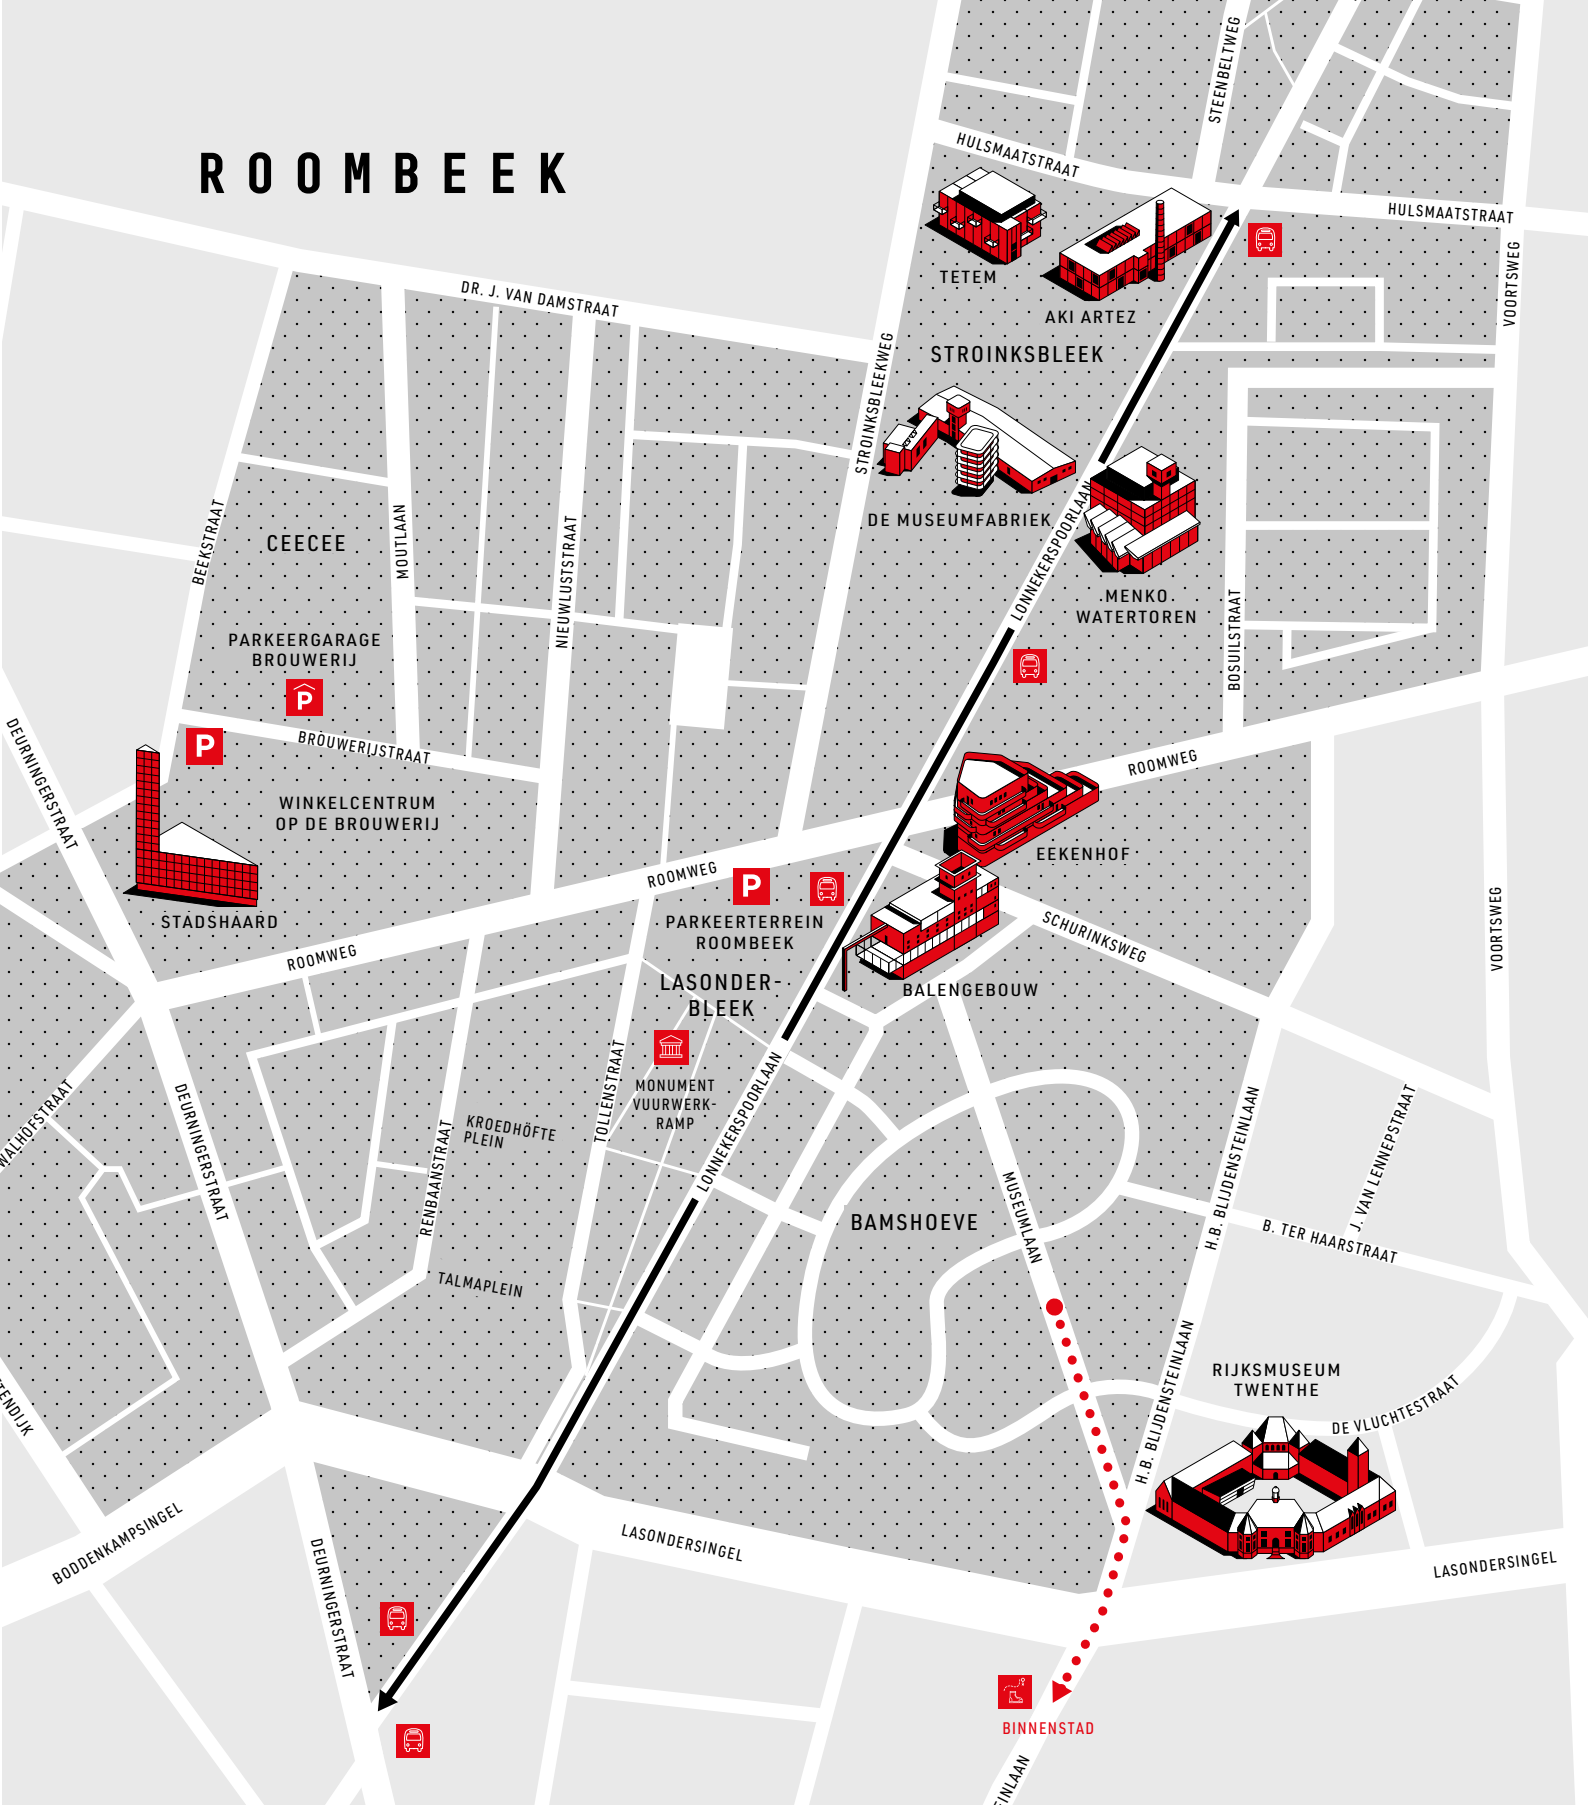 STEENBELTWEG
HULSMAATSTRAAT
ROOMBEEK
HULSMAATSTRAAT
VOORTSWEG
TETEM
DR. J. VAN DAMSTRAAT
AKI ARTEZ
STROINKSBLEEK
STROINKSBLEEKWEG
BEEKSTRAAT
CEECEE
MOUTLAAN
NIEUWLUSTSTRAAT
DE MUSEUMFABRIEK
LONNEKERSPOORLAAN
MENKO
WATERTOREN
BOSUILSTRAAT
PARKEERGARAGE
BROUWERIJ
P
P
BROUWERIJSTRAAT
DEURNINGERSTRAAT
ROOMWEG
WINKELCENTRUM
OP DE BROUWERIJ
EEKENHOF
ROOMWEG
P
STADSHAARD
PARKEERTERREIN
ROOMBEEK
SCHURINKSWEG
VOORTSWEG
ROOMWEG
LASONDER-
BLEEK
BALENGEBOUW
MONUMENT
VUURWERK-
RAMP
TOLLENSTRAAT
LONNEKERSPOORLAAN
WALHOFSTRAAT
DEURNINGERSTRAAT
RENBAANSTRAAT
KROEDHÖFTE
PLEIN
MUSEUMLAAN
H.B. BLIJDENSTEINLAAN
J. VAN LENNEPSTRAAT
BAMSHOEVE
B. TER HAARSTRAAT
TALMAPLEIN
H.B. BLIJDENSTEINLAAN
RIJKSMUSEUM
TWENTHE
TENDIJK
DE VLUCHTESTRAAT
H.B. BLIJDENSTEINLAAN
BODDENKAMPSINGEL
DEURNINGERSTRAAT
LASONDERSINGEL
LASONDERSINGEL
BINNENSTAD
EINLAAN